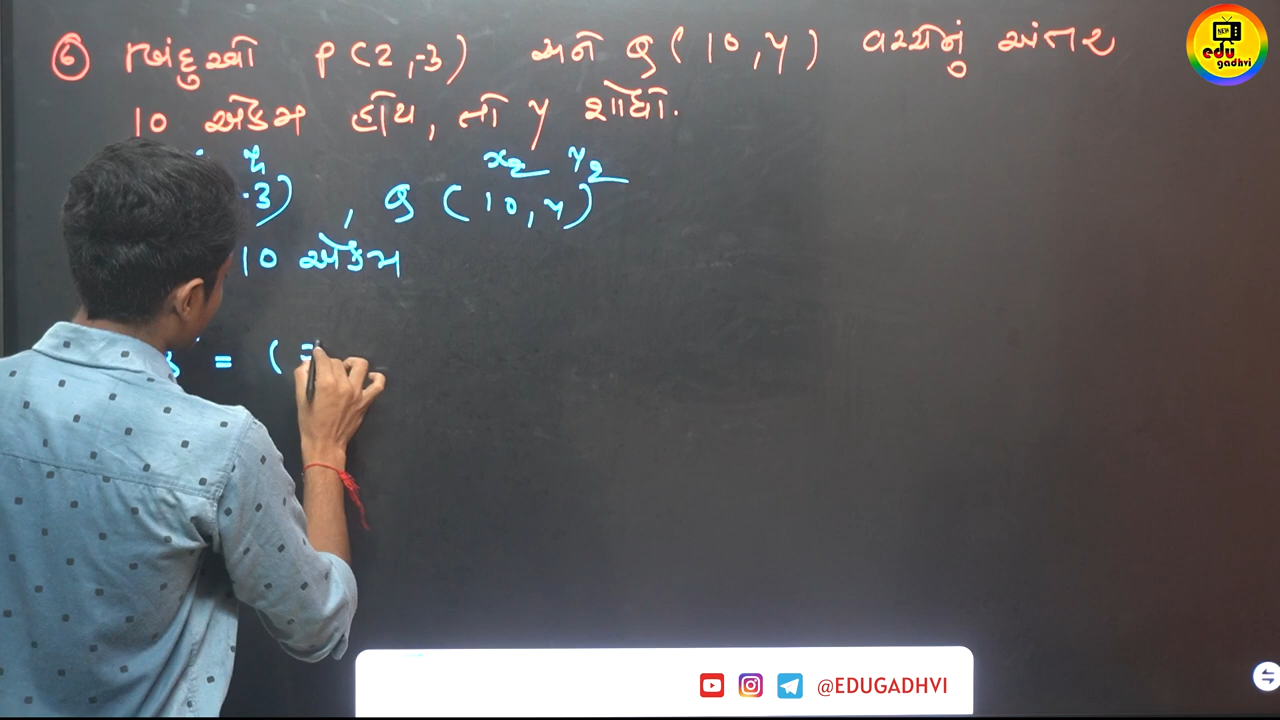 ⑥ બિંદુઓ P(2,-3) અને Q(10,y) વચ્ચેનું અંતર
10 એકમ હોય, તો y શોધો.
y₁ x₂ y₂
-3) , Q (10,y)
10 એકમ
= (
NEW
edu
gadhvi
@EDUGADHVI